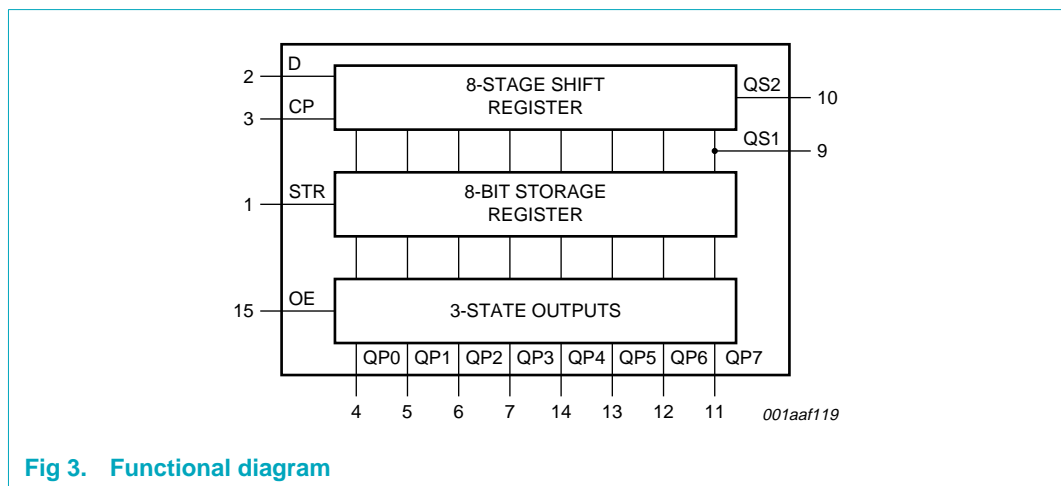 D
2
8-STAGE SHIFT
REGISTER
QS2
10
CP
3
QS1
9
STR
1
8-BIT STORAGE
REGISTER
OE
15
3-STATE OUTPUTS
QP0 QP1 QP2 QP3 QP4 QP5 QP6 QP7
4 5 6 7 14 13 12 11
001aaf119
Fig 3. Functional diagram